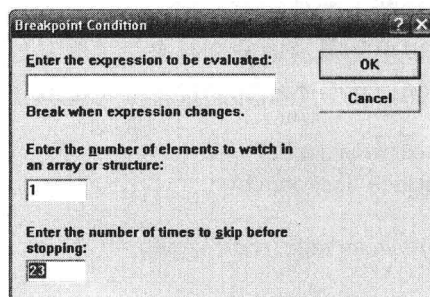 Breakpoint Condition ? X
Enter the expression to be evaluated:
OK
Break when expression changes.
Cancel
Enter the number of elements to watch in
an array or structure:
1
Enter the number of times to skip before
stopping:
23